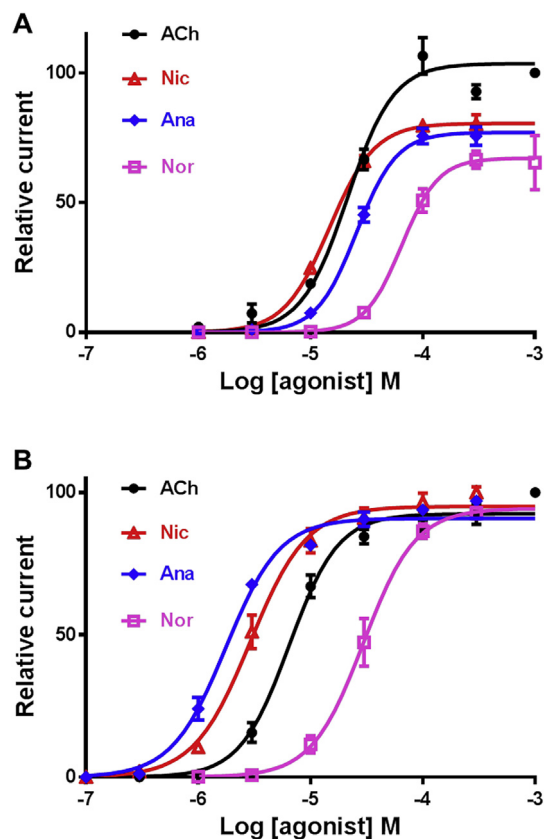 A
ACh
Nic
Ana
Nor
Relative current
100
50
0
-7
-6
-5
-4
-3
Log [agonist] M
B
ACh
Nic
Ana
Nor
Relative current
100
50
0
-7
-6
-5
-4
-3
Log [agonist] M